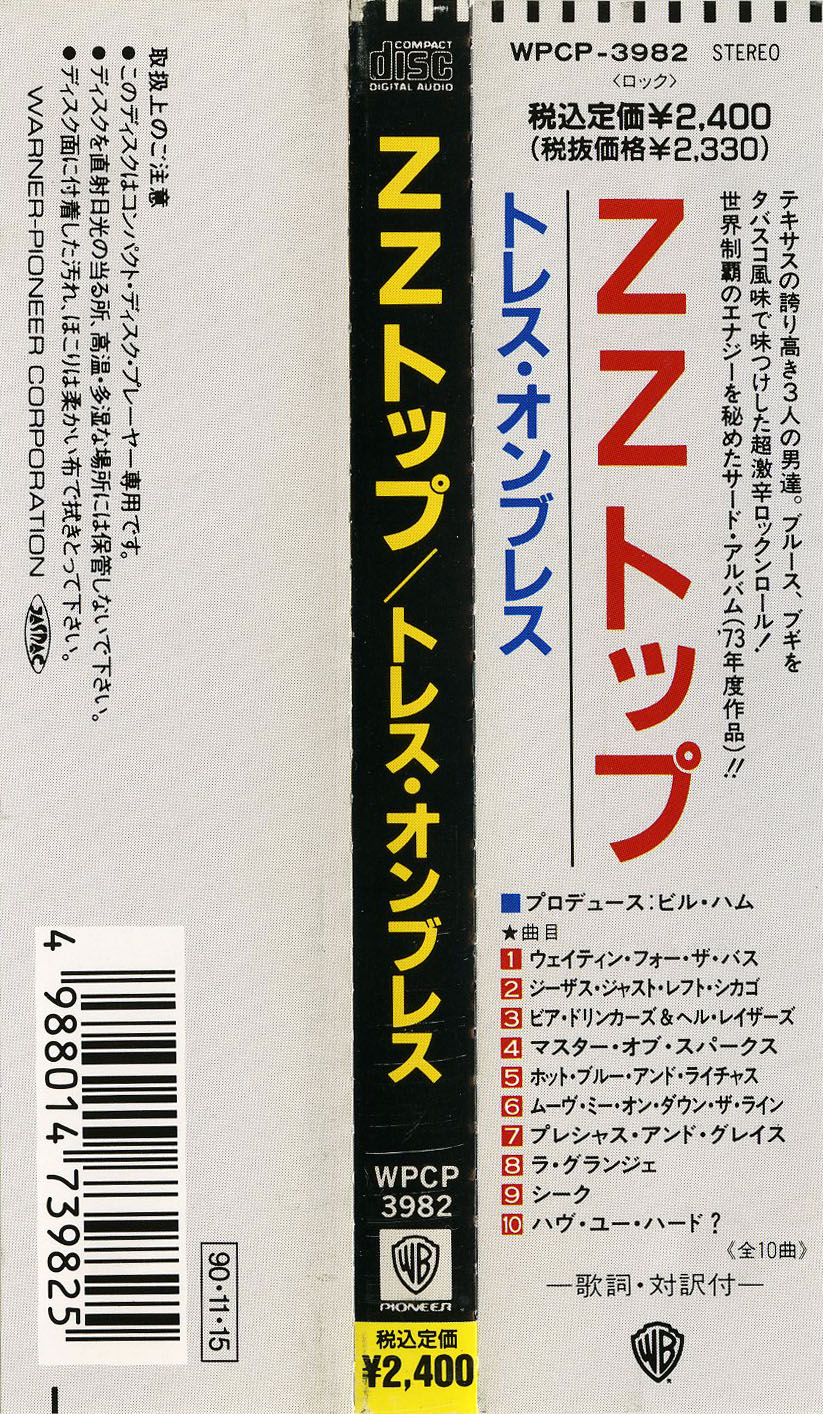 WPCP-3982 STEREO
〈ロック〉
税込定価¥2,400
(税抜価格¥2,330)
テキサスの誇り高き3人の男達。ブルース、ブギを
タバスコ風味で味つけした超激辛ロックンロール!
世界制覇のエナジーを秘めたサード・アルバム('73年度作品)!!
ZZトップ
トレス・オンブレス
■プロデュース:ビル・ハム
★曲目
1 ウェイティン・フォー・ザ・バス
2 ジーザス・ジャスト・レフト・シカゴ
3 ビア・ドリンカーズ&ヘル・レイザーズ
4 マスター・オブ・スパークス
5 ホット・ブルー・アンド・ライチャス
6 ムーヴ・ミー・オン・ダウン・ザ・ライン
7 プレシャス・アンド・グレイス
8 ラ・グランジェ
9 シーク
10 ハヴ・ユー・ハード?
《全10曲》
—歌詞・対訳付—
WB
COMPACT
disc
DIGITAL AUDIO
ZZトップ/トレス・オンブレス
WPCP
3982
WB
PIONEER
税込定価
¥2,400
取扱上のご注意
●このディスクはコンパクト・ディスク・プレーヤー専用です。
●ディスクを直射日光の当る所、高温・多湿な場所には保管しないで下さい。
●ディスク面に付着した汚れ、ほこりは柔かい布で拭きとって下さい。
WARNER-PIONEER CORPORATION JASRAC
4 988014 739825
90・11・15